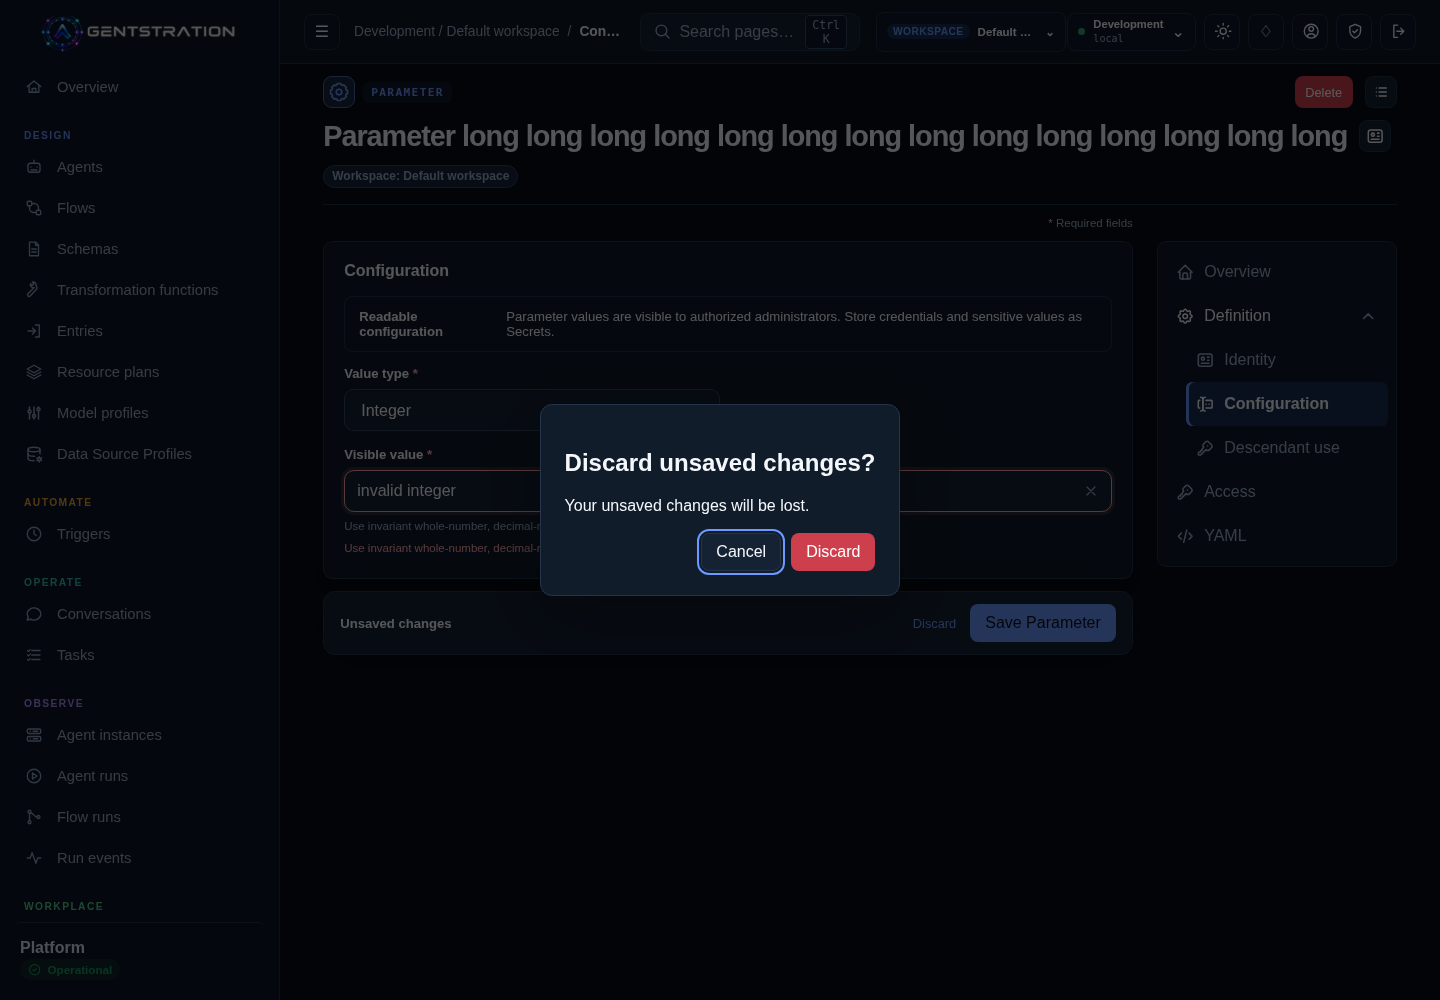 GENTSTRATION
☰
Development / Default workspace / Con...
Search pages...
Ctrl K
WORKSPACE Default ...
Development
local
Overview
DESIGN
Agents
Flows
Schemas
Transformation functions
Entries
Resource plans
Model profiles
Data Source Profiles
AUTOMATE
Triggers
OPERATE
Conversations
Tasks
OBSERVE
Agent instances
Agent runs
Flow runs
Run events
WORKPLACE
Platform
Operational
PARAMETER
Delete
Parameter long long long long long long long long long long long long long long
Workspace: Default workspace
* Required fields
Configuration
Readable configuration
Parameter values are visible to authorized administrators. Store credentials and sensitive values as
Secrets.
Value type *
Integer
Visible value *
invalid integer
Use invariant whole-number, decimal-
Use invariant whole-number, decimal-
Unsaved changes
Discard
Save Parameter
Overview
Definition
Identity
Configuration
Descendant use
Access
YAML
Discard unsaved changes?
Your unsaved changes will be lost.
Cancel
Discard